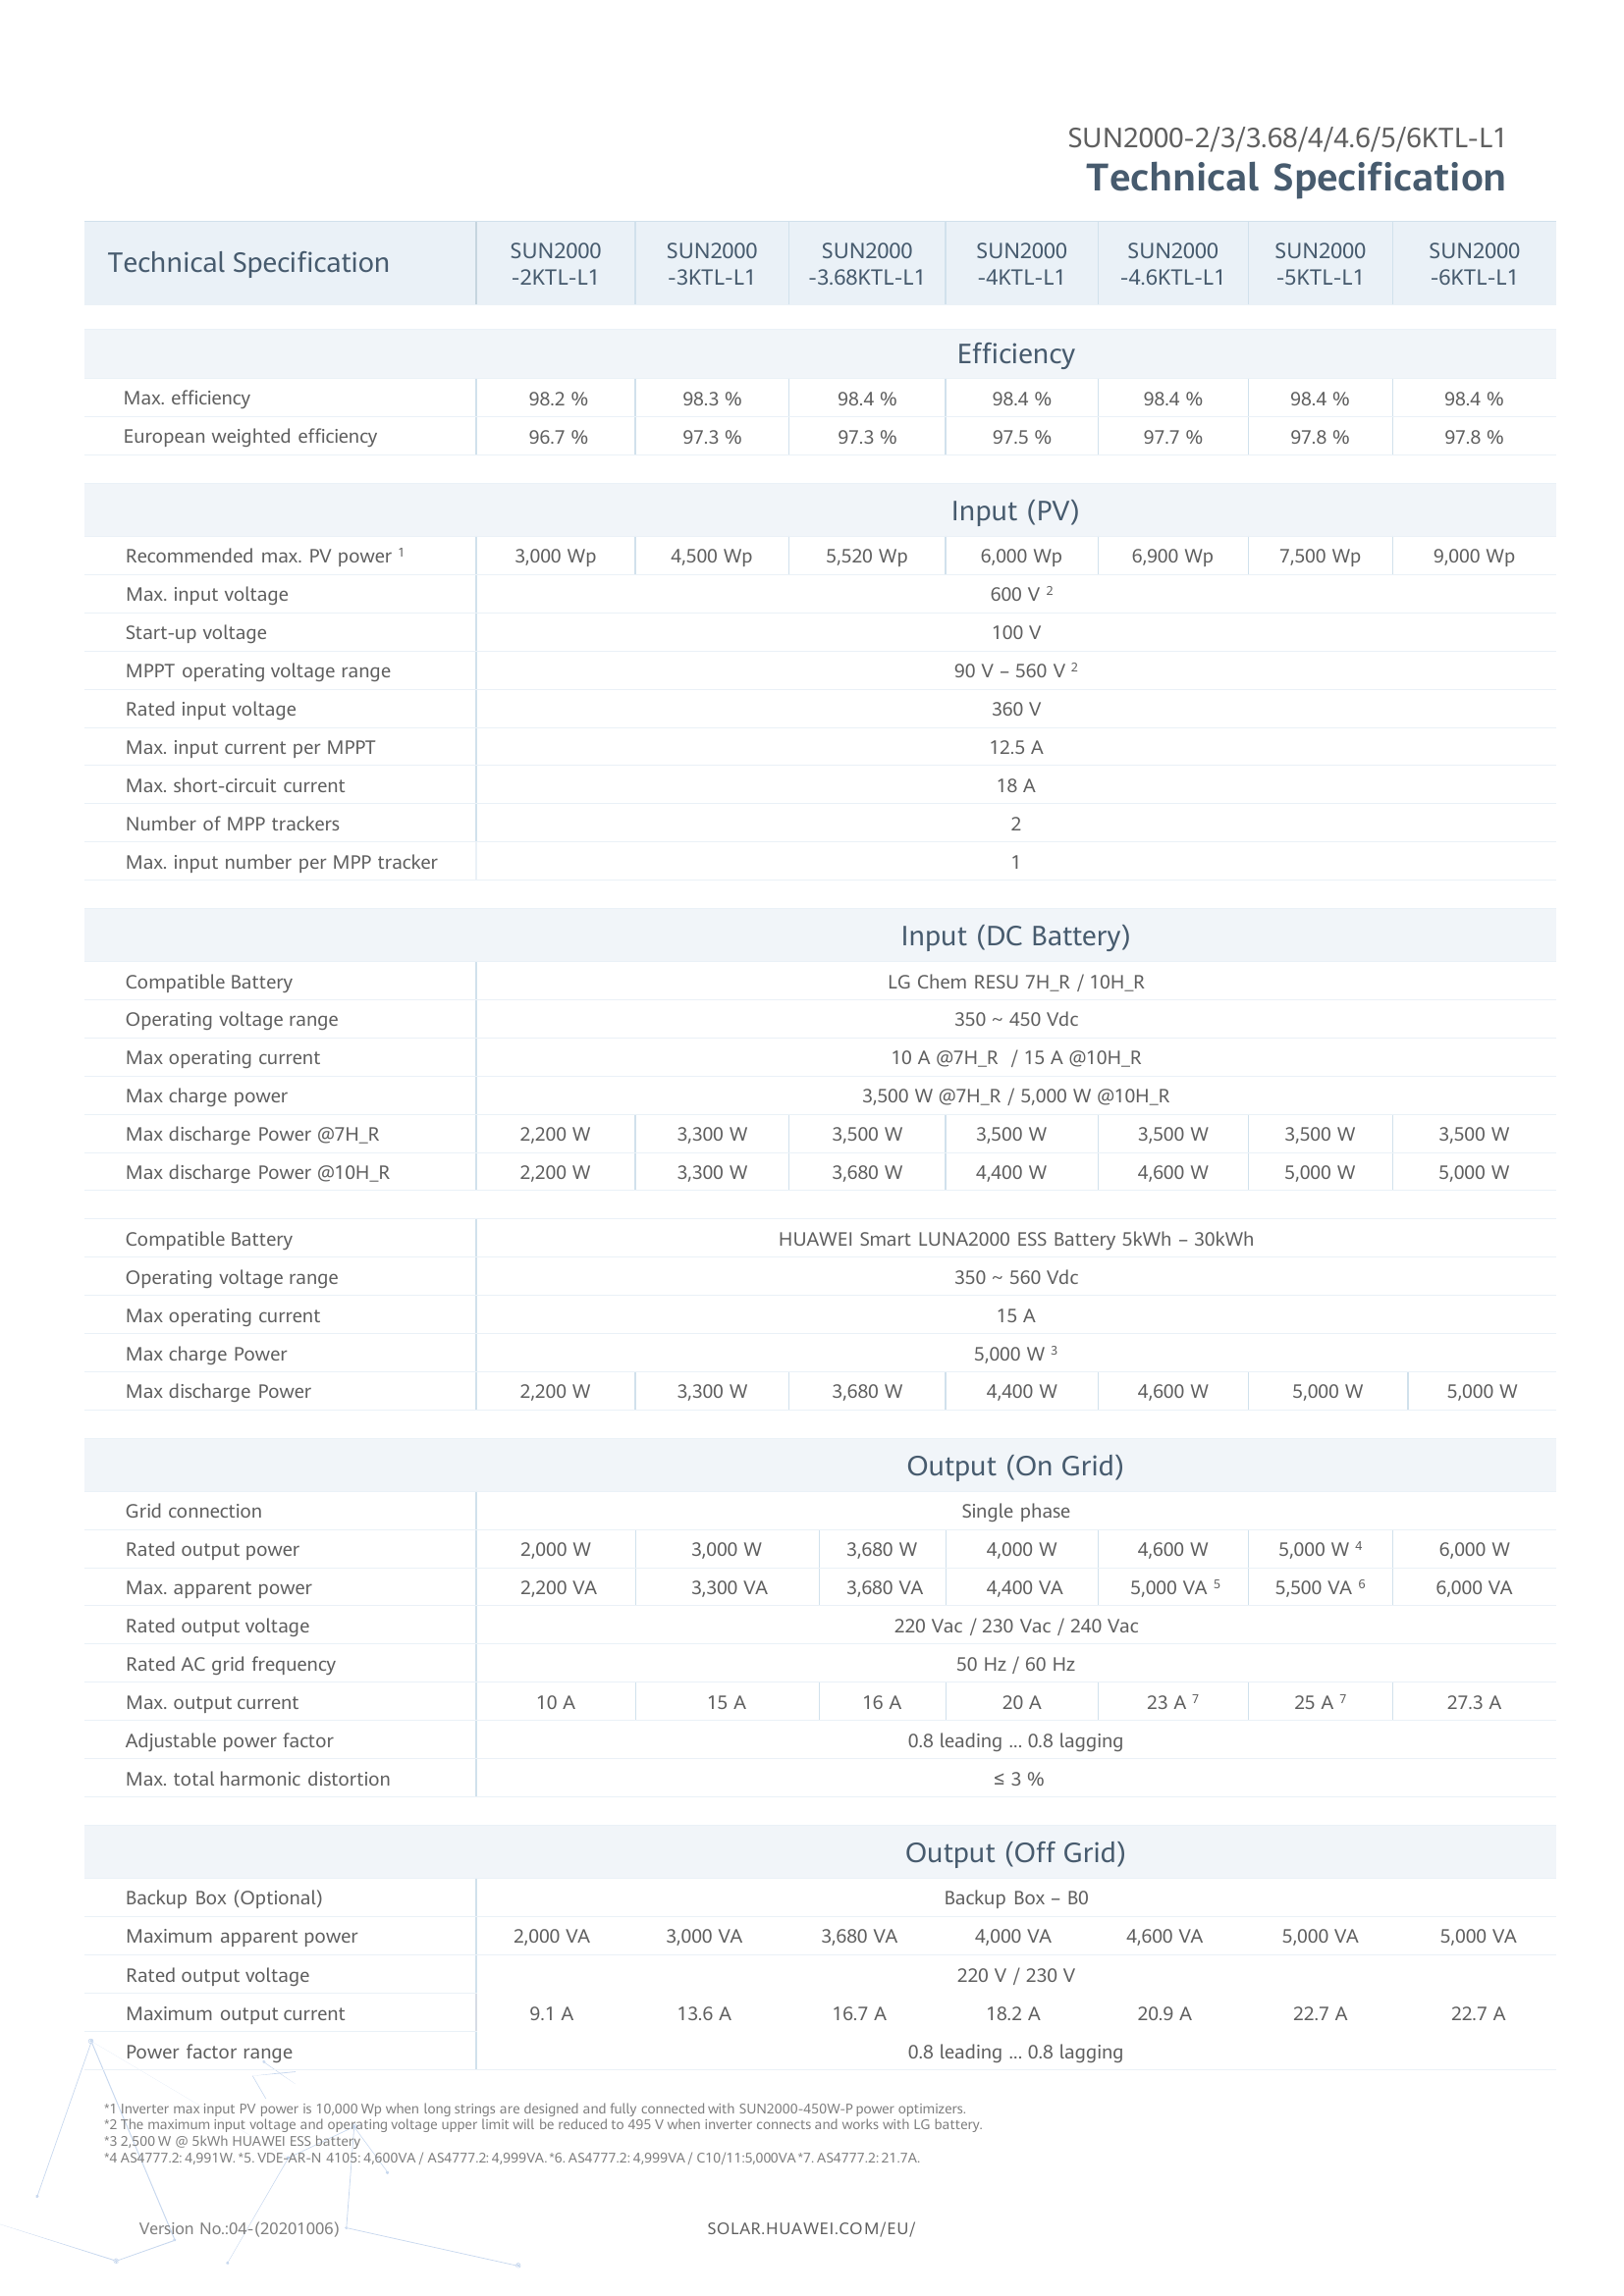 SUN2000-2/3/3.68/4/4.6/5/6KTL-L1
Technical Specification
Technical Specification SUN2000 -2KTL-L1 SUN2000 -3KTL-L1 SUN2000 -3.68KTL-L1 SUN2000 -4KTL-L1 SUN2000 -4.6KTL-L1 SUN2000 -5KTL-L1 SUN2000 -6KTL-L1
Efficiency
Max. efficiency 98.2 % 98.3 % 98.4 % 98.4 % 98.4 % 98.4 % 98.4 %
European weighted efficiency 96.7 % 97.3 % 97.3 % 97.5 % 97.7 % 97.8 % 97.8 %
Input (PV)
Recommended max. PV power 1 3,000 Wp 4,500 Wp 5,520 Wp 6,000 Wp 6,900 Wp 7,500 Wp 9,000 Wp
Max. input voltage 600 V 2
Start-up voltage 100 V
MPPT operating voltage range 90 V – 560 V 2
Rated input voltage 360 V
Max. input current per MPPT 12.5 A
Max. short-circuit current 18 A
Number of MPP trackers 2
Max. input number per MPP tracker 1
Input (DC Battery)
Compatible Battery LG Chem RESU 7H_R / 10H_R
Operating voltage range 350 ~ 450 Vdc
Max operating current 10 A @7H_R / 15 A @10H_R
Max charge power 3,500 W @7H_R / 5,000 W @10H_R
Max discharge Power @7H_R 2,200 W 3,300 W 3,500 W 3,500 W 3,500 W 3,500 W 3,500 W
Max discharge Power @10H_R 2,200 W 3,300 W 3,680 W 4,400 W 4,600 W 5,000 W 5,000 W
Compatible Battery HUAWEI Smart LUNA2000 ESS Battery 5kWh – 30kWh
Operating voltage range 350 ~ 560 Vdc
Max operating current 15 A
Max charge Power 5,000 W 3
Max discharge Power 2,200 W 3,300 W 3,680 W 4,400 W 4,600 W 5,000 W 5,000 W
Output (On Grid)
Grid connection Single phase
Rated output power 2,000 W 3,000 W 3,680 W 4,000 W 4,600 W 5,000 W 4 6,000 W
Max. apparent power 2,200 VA 3,300 VA 3,680 VA 4,400 VA 5,000 VA 5 5,500 VA 6 6,000 VA
Rated output voltage 220 Vac / 230 Vac / 240 Vac
Rated AC grid frequency 50 Hz / 60 Hz
Max. output current 10 A 15 A 16 A 20 A 23 A 7 25 A 7 27.3 A
Adjustable power factor 0.8 leading ... 0.8 lagging
Max. total harmonic distortion ≤ 3 %
Output (Off Grid)
Backup Box (Optional) Backup Box – B0
Maximum apparent power 2,000 VA 3,000 VA 3,680 VA 4,000 VA 4,600 VA 5,000 VA 5,000 VA
Rated output voltage 220 V / 230 V
Maximum output current 9.1 A 13.6 A 16.7 A 18.2 A 20.9 A 22.7 A 22.7 A
Power factor range 0.8 leading ... 0.8 lagging
*1 Inverter max input PV power is 10,000 Wp when long strings are designed and fully connected with SUN2000-450W-P power optimizers.
*2 The maximum input voltage and operating voltage upper limit will be reduced to 495 V when inverter connects and works with LG battery.
*3 2,500 W @ 5kWh HUAWEI ESS battery
*4 AS4777.2: 4,991W. *5. VDE-AR-N 4105: 4,600VA / AS4777.2: 4,999VA. *6. AS4777.2: 4,999VA / C10/11:5,000VA *7. AS4777.2: 21.7A.
Version No.:04-(20201006) SOLAR.HUAWEI.COM/EU/